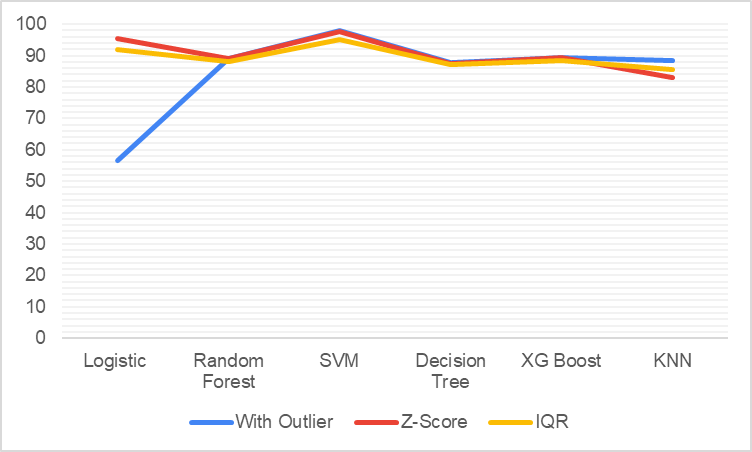 100
90
80
70
60
50
40
30
20
10
0
Logistic
Random
Forest
SVM
Decision
Tree
XG Boost
KNN
With Outlier
Z-Score
IQR